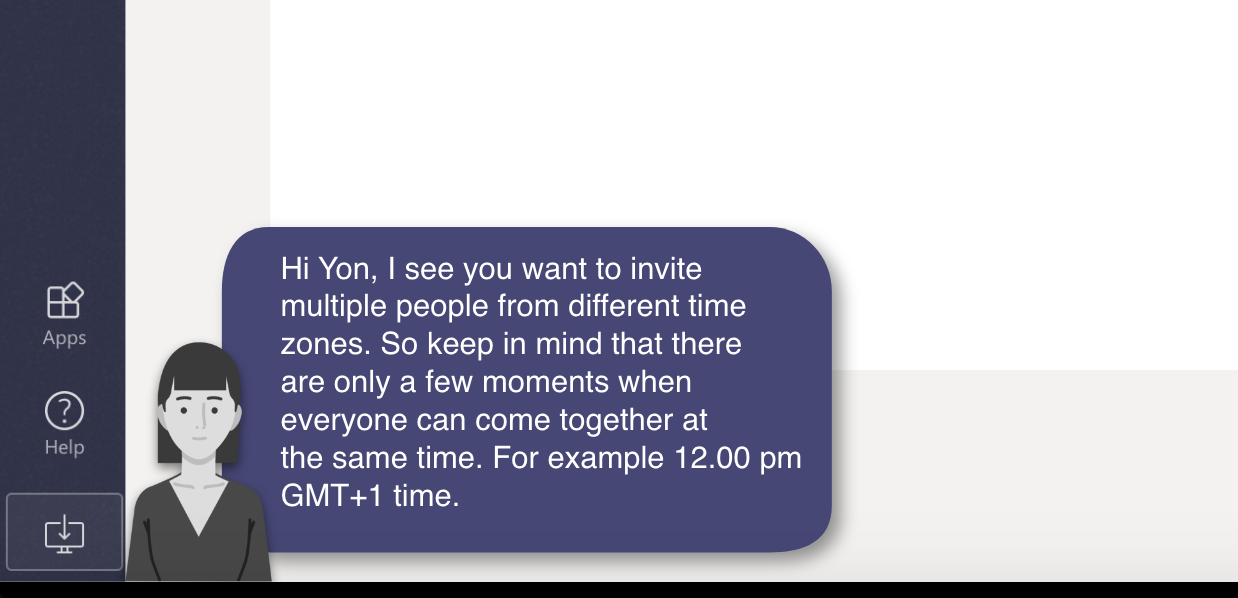 Hi Yon, I see you want to invite
multiple people from different time
zones. So keep in mind that there
are only a few moments when
everyone can come together at
the same time. For example 12.00 pm
GMT+1 time.
Apps
Help